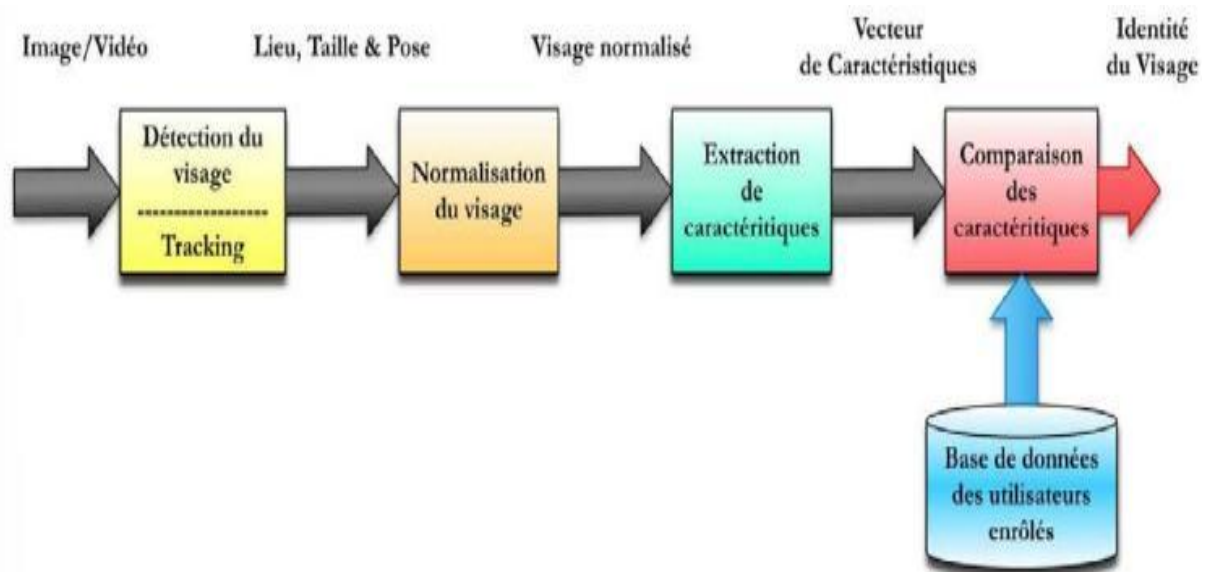 Image/Vidéo
Lieu, Taille & Pose
Visage normalisé
Vecteur
de Caractéristiques
Identité
du Visage
Détection du
visage
Tracking
Normalisation
du visage
Extraction
de
caractéritiques
Comparaison
des
caractéritiques
Base de données
des utilisateurs
enrôlés